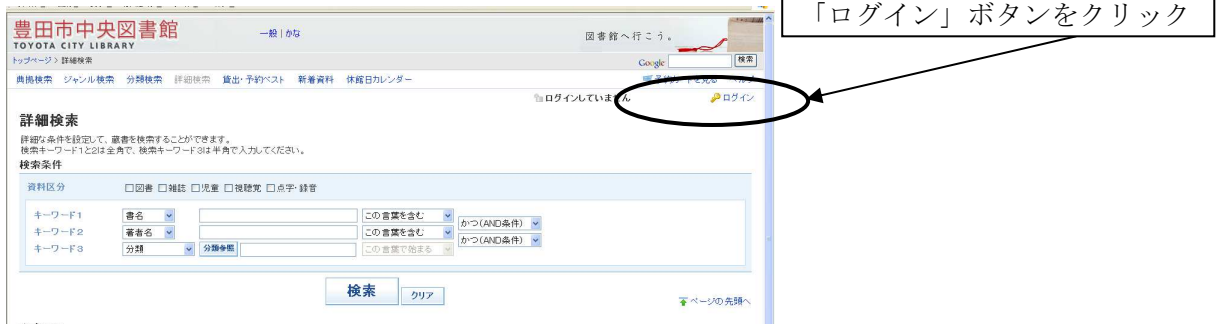 「ログイン」ボタンをクリック
豊田市中央図書館
TOYOTA CITY LIBRARY
一般 | かな
図書館へ行こう。
トップページ > 詳細検索
Google 検索
典拠検索 ジャンル検索 分類検索 詳細検索 貸出・予約ベスト 新着資料 休館日カレンダー
ログインしていません ログイン
詳細検索
詳細な条件を設定して、蔵書を検索することができます。
検索キーワード1と2は全角で、検索キーワード3は半角で入力してください。
検索条件
資料区分 □図書 □雑誌 □児童 □視聴覚 □点字・録音
キーワード1 書名 この言葉を含む かつ(AND条件)
キーワード2 著者名 この言葉を含む かつ(AND条件)
キーワード3 分類 分類参照 この言葉で始まる
検索 クリア
ページの先頭へ